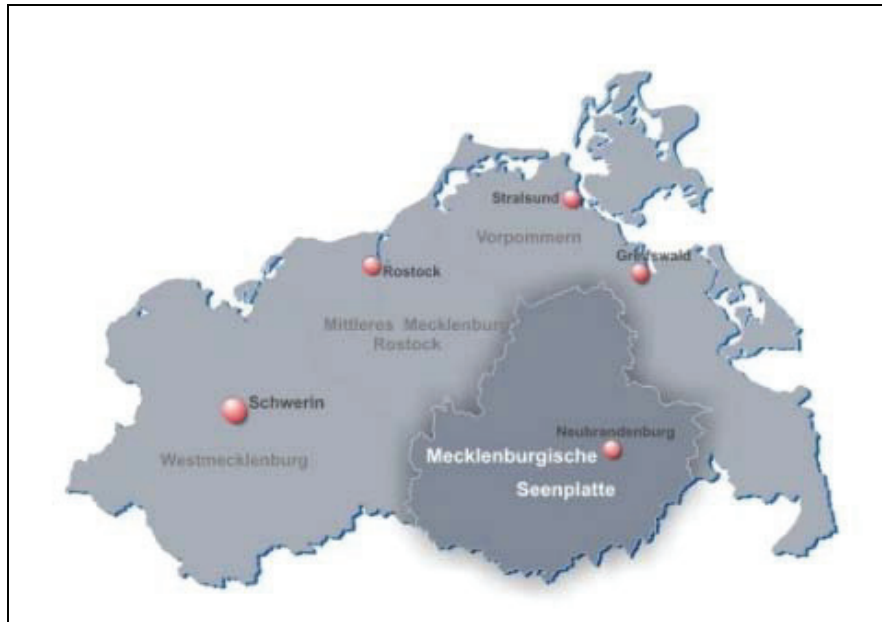 Stralsund
Vorpommern
Greifswald
Rostock
Mittleres Mecklenburg
Rostock
Schwerin
Neubrandenburg
Mecklenburgische
Westmecklenburg
Seenplatte